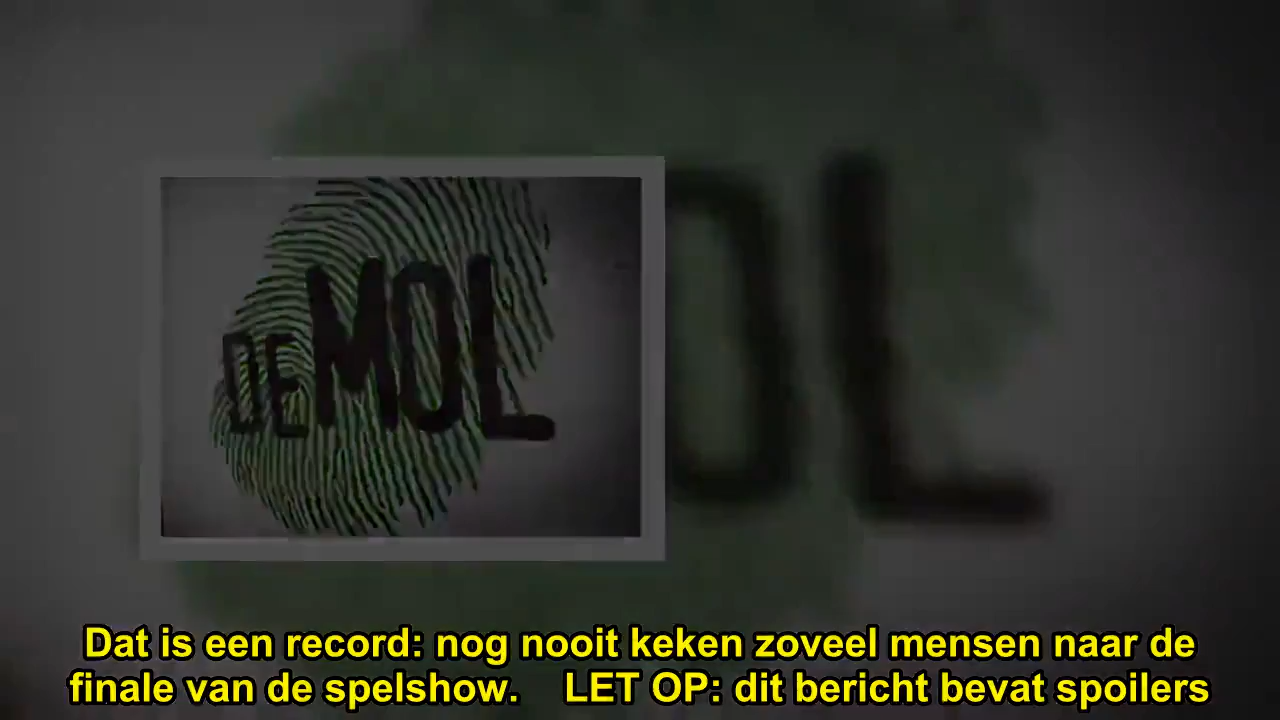 DE MOL
OL
Dat is een record: nog nooit keken zoveel mensen naar de
finale van de spelshow. LET OP: dit bericht bevat spoilers